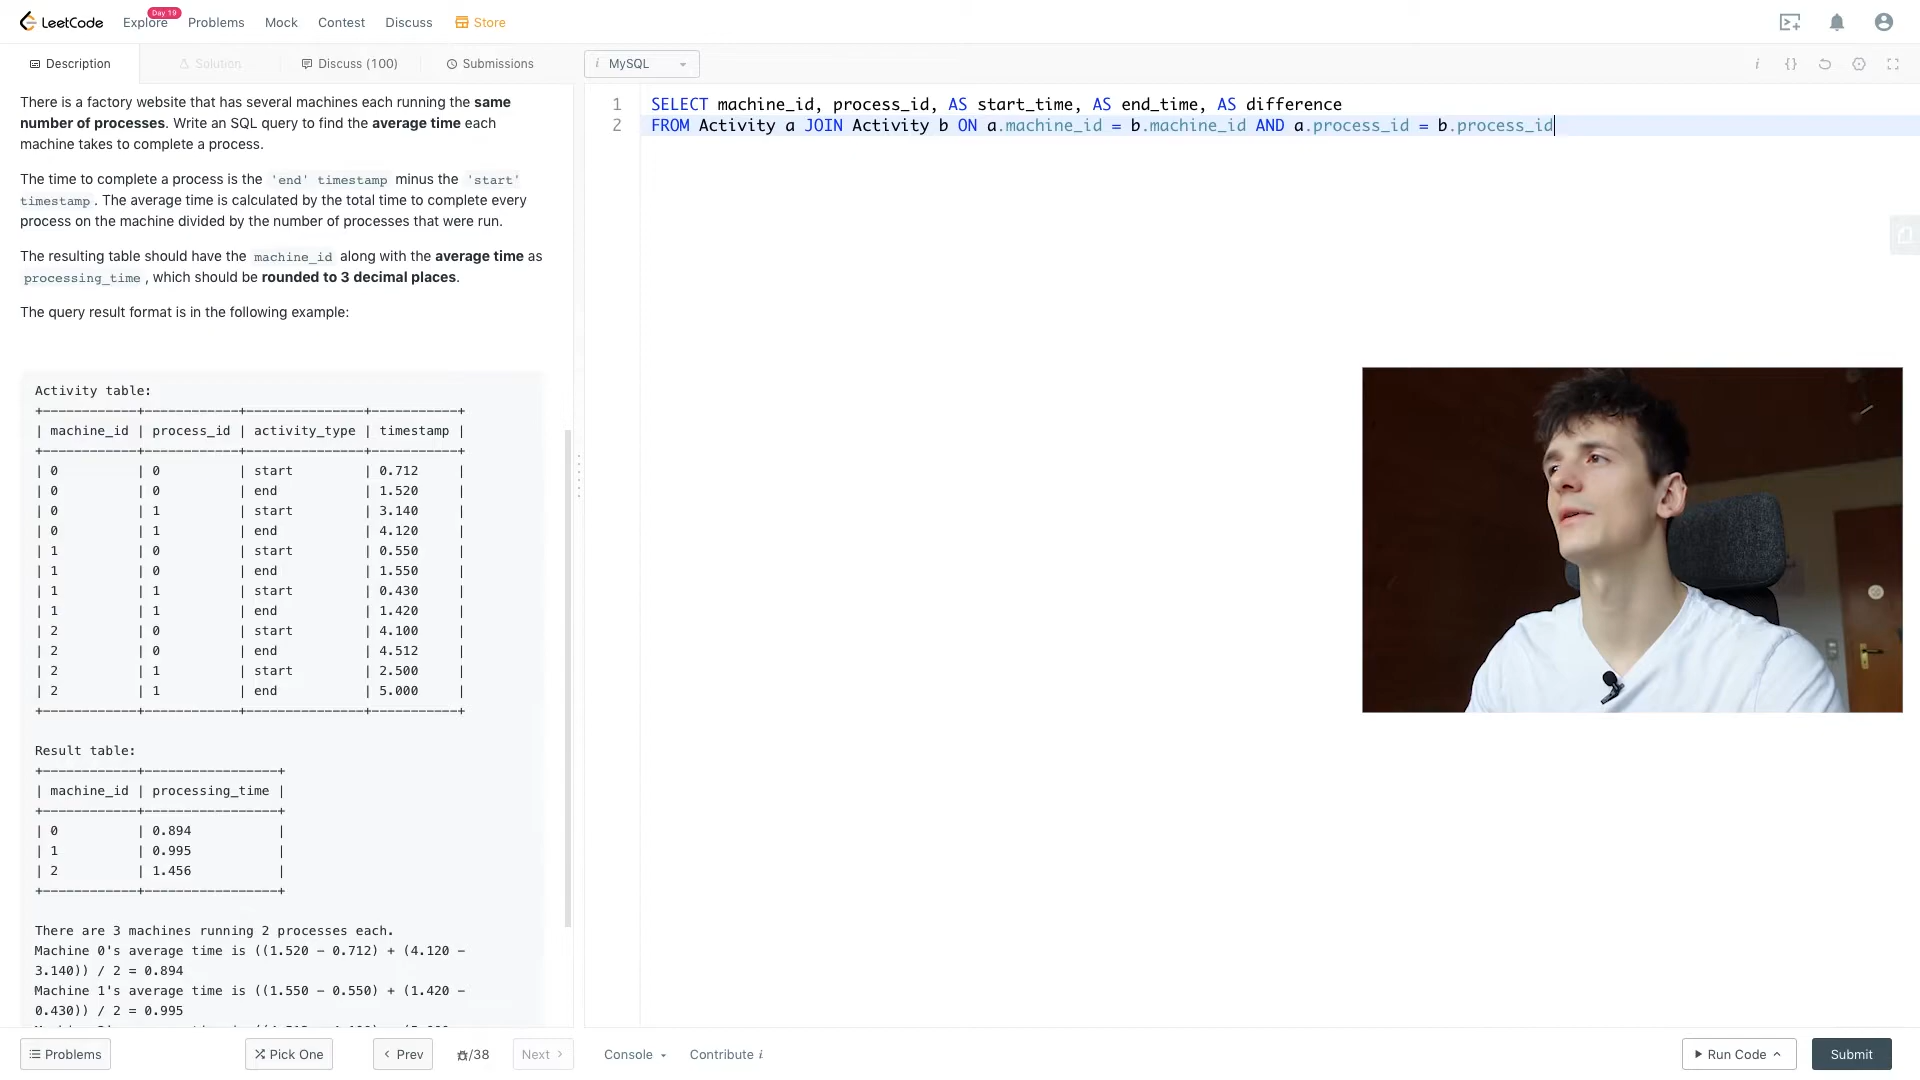 LeetCode
Explore
Day 19
Problems
Mock
Contest
Discuss
Store
Description
Solution
Discuss (100)
Submissions
i MySQL
i {}
There is a factory website that has several machines each running the same
number of processes. Write an SQL query to find the average time each
machine takes to complete a process.
The time to complete a process is the 'end' timestamp minus the 'start'
timestamp. The average time is calculated by the total time to complete every
process on the machine divided by the number of processes that were run.
The resulting table should have the machine_id along with the average time as
processing_time, which should be rounded to 3 decimal places.
The query result format is in the following example:
Activity table:
+------------+------------+---------------+-----------+
| machine_id | process_id | activity_type | timestamp |
+------------+------------+---------------+-----------+
| 0 | 0 | start | 0.712 |
| 0 | 0 | end | 1.520 |
| 0 | 1 | start | 3.140 |
| 0 | 1 | end | 4.120 |
| 1 | 0 | start | 0.550 |
| 1 | 0 | end | 1.550 |
| 1 | 1 | start | 0.430 |
| 1 | 1 | end | 1.420 |
| 2 | 0 | start | 4.100 |
| 2 | 0 | end | 4.512 |
| 2 | 1 | start | 2.500 |
| 2 | 1 | end | 5.000 |
+------------+------------+---------------+-----------+
Result table:
+------------+-----------------+
| machine_id | processing_time |
+------------+-----------------+
| 0 | 0.894 |
| 1 | 0.995 |
| 2 | 1.456 |
+------------+-----------------+
There are 3 machines running 2 processes each.
Machine 0's average time is ((1.520 - 0.712) + (4.120 -
3.140)) / 2 = 0.894
Machine 1's average time is ((1.550 - 0.550) + (1.420 -
0.430)) / 2 = 0.995
1 SELECT machine_id, process_id, AS start_time, AS end_time, AS difference
2 FROM Activity a JOIN Activity b ON a.machine_id = b.machine_id AND a.process_id = b.process_id
Problems
Pick One
Prev
/38
Next
Console
Contribute i
Run Code
Submit